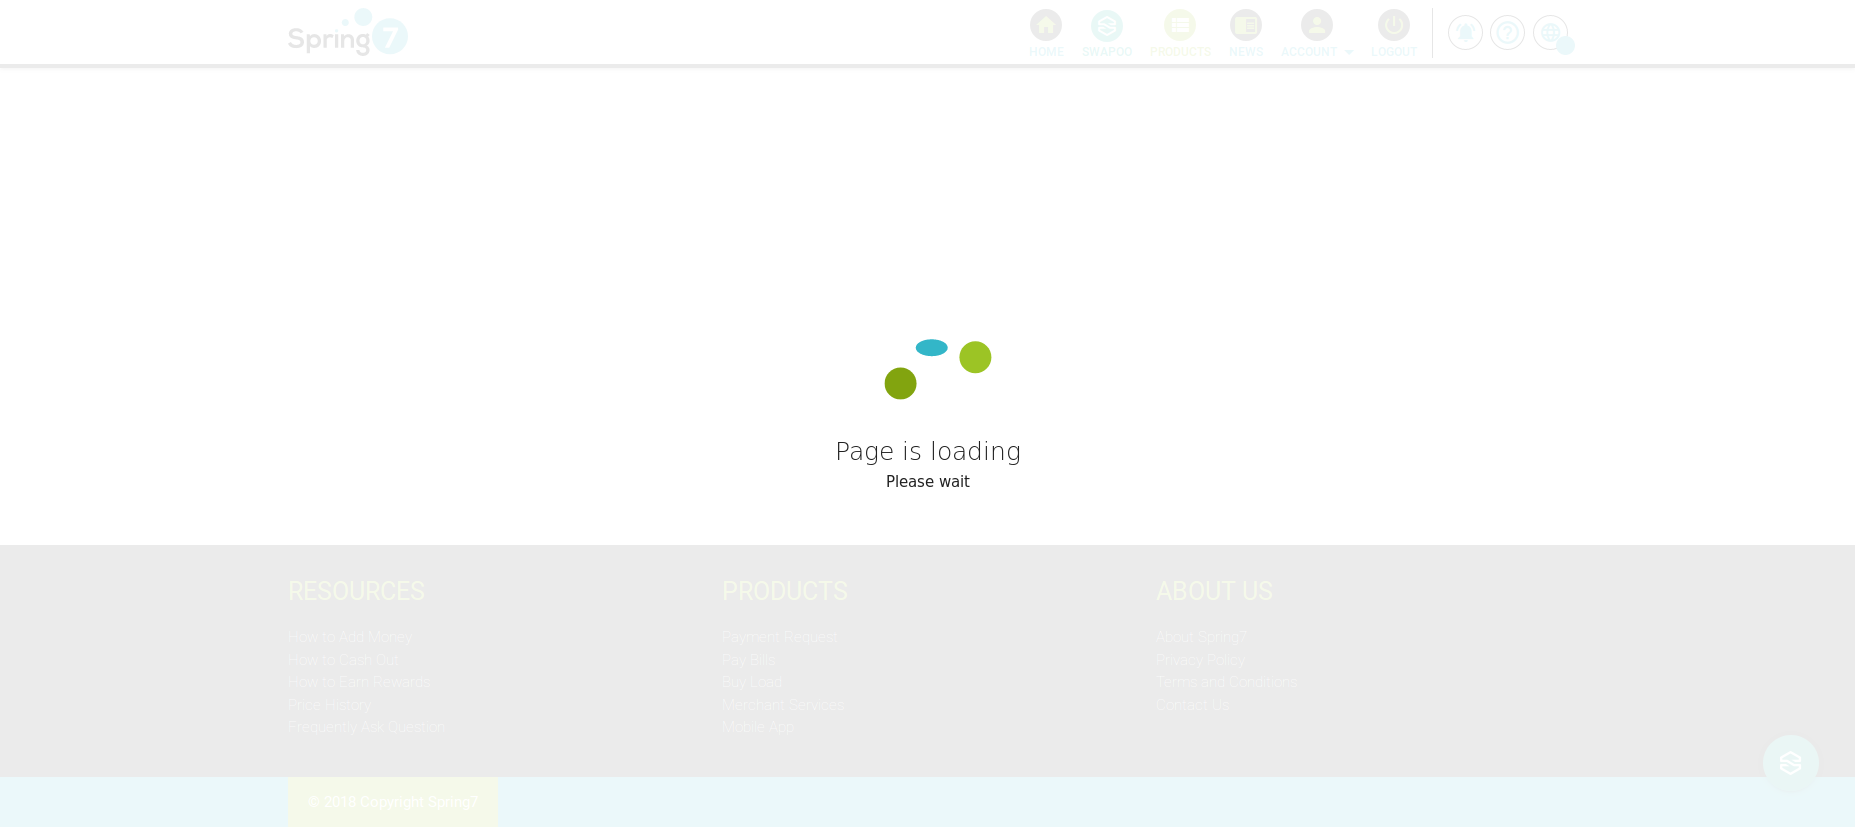 Spring 7
HOME SWAPOO PRODUCTS NEWS ACCOUNT LOGOUT
Page is loading
Please wait
RESOURCES
How to Add Money
How to Cash Out
How to Earn Rewards
Price History
Frequently Ask Question
PRODUCTS
Payment Request
Pay Bills
Buy Load
Merchant Services
Mobile App
ABOUT US
About Spring7
Privacy Policy
Terms and Conditions
Contact Us
© 2018 Copyright Spring7